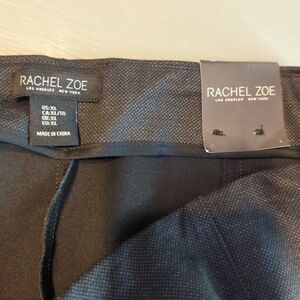 RACHEL ZOE
LOS ANGELES NEW YORK
US:XL
CA:XL/TG
UK:XL
EU:XL
MADE IN CHINA
RACHEL ZOE
LOS ANGELES NEW YORK